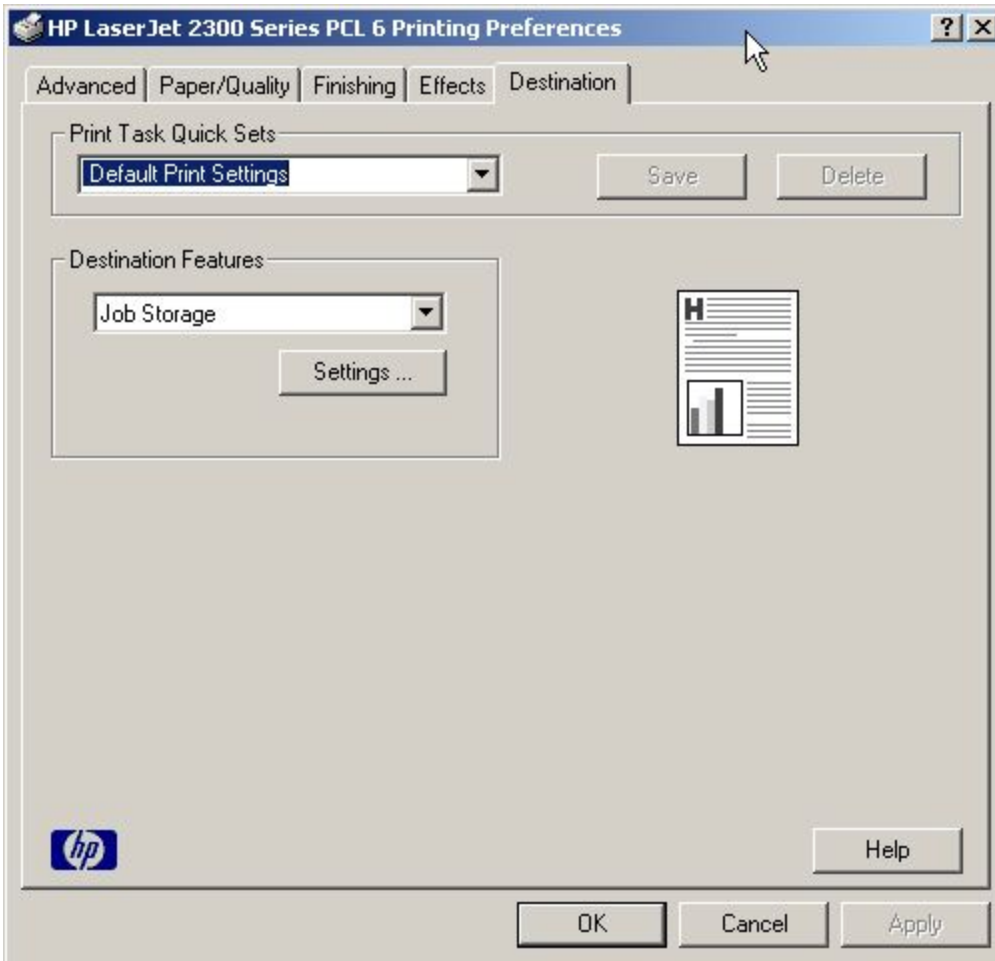 HP LaserJet 2300 Series PCL 6 Printing Preferences
Advanced Paper/Quality Finishing Effects Destination
Print Task Quick Sets
Default Print Settings Save Delete
Destination Features
Job Storage
H
Settings ...
hp
Help
OK Cancel Apply